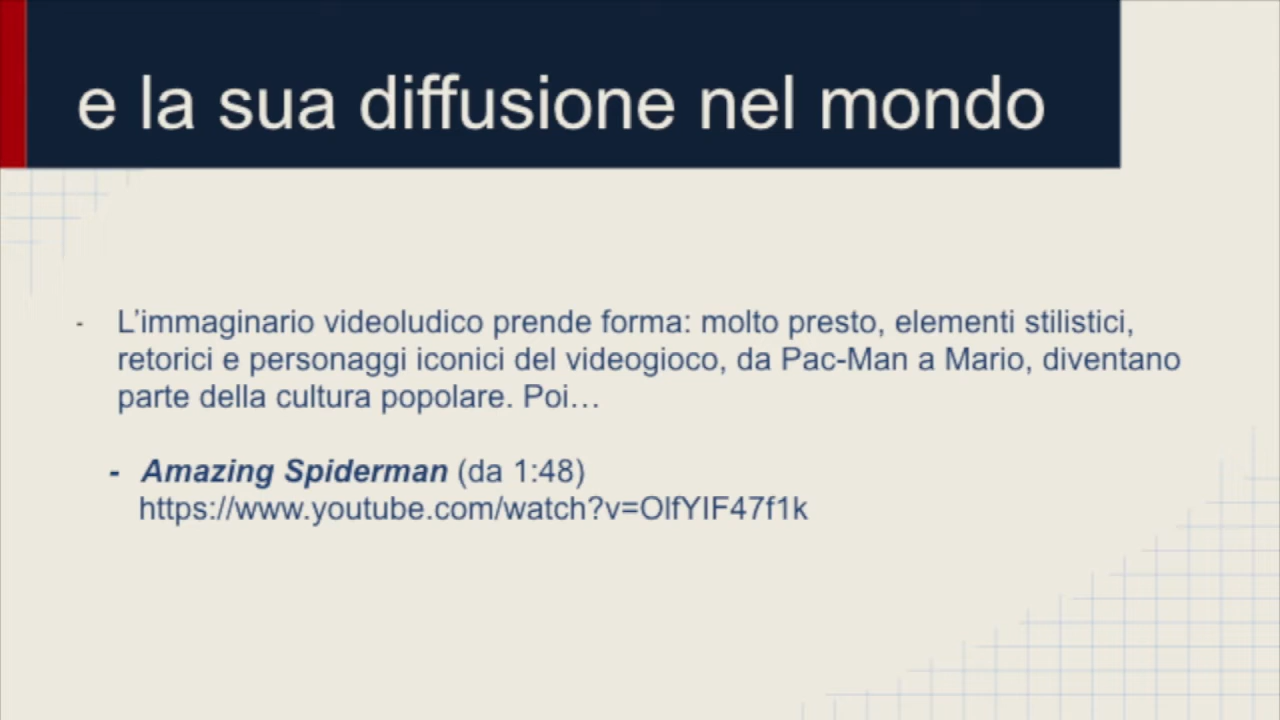 e la sua diffusione nel mondo
- L’immaginario videoludico prende forma: molto presto, elementi stilistici,
retorici e personaggi iconici del videogioco, da Pac-Man a Mario, diventano
parte della cultura popolare. Poi…
- Amazing Spiderman (da 1:48)
https://www.youtube.com/watch?v=OlfYIF47f1k